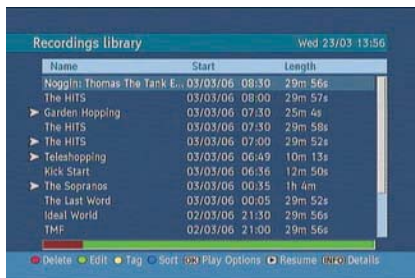 Recordings library Wed 23/03 13:56
Name Start Length
Noggin: Thomas The Tank E... 03/03/06 08:30 29m 56s
The HITS 03/03/06 08:00 29m 57s
Garden Hopping 03/03/06 07:30 25m 4s
The HITS 03/03/06 07:30 29m 58s
The HITS 03/03/06 07:00 29m 52s
Teleshopping 03/03/06 06:49 10m 13s
Kick Start 03/03/06 06:36 12m 50s
The Sopranos 03/03/06 00:35 1h 4m
The Last Word 03/03/06 00:05 29m 52s
Ideal World 02/03/06 21:30 29m 56s
TMF 02/03/06 21:00 29m 56s
Delete Edit Tag Sort OK Play Options Resume INFO Details